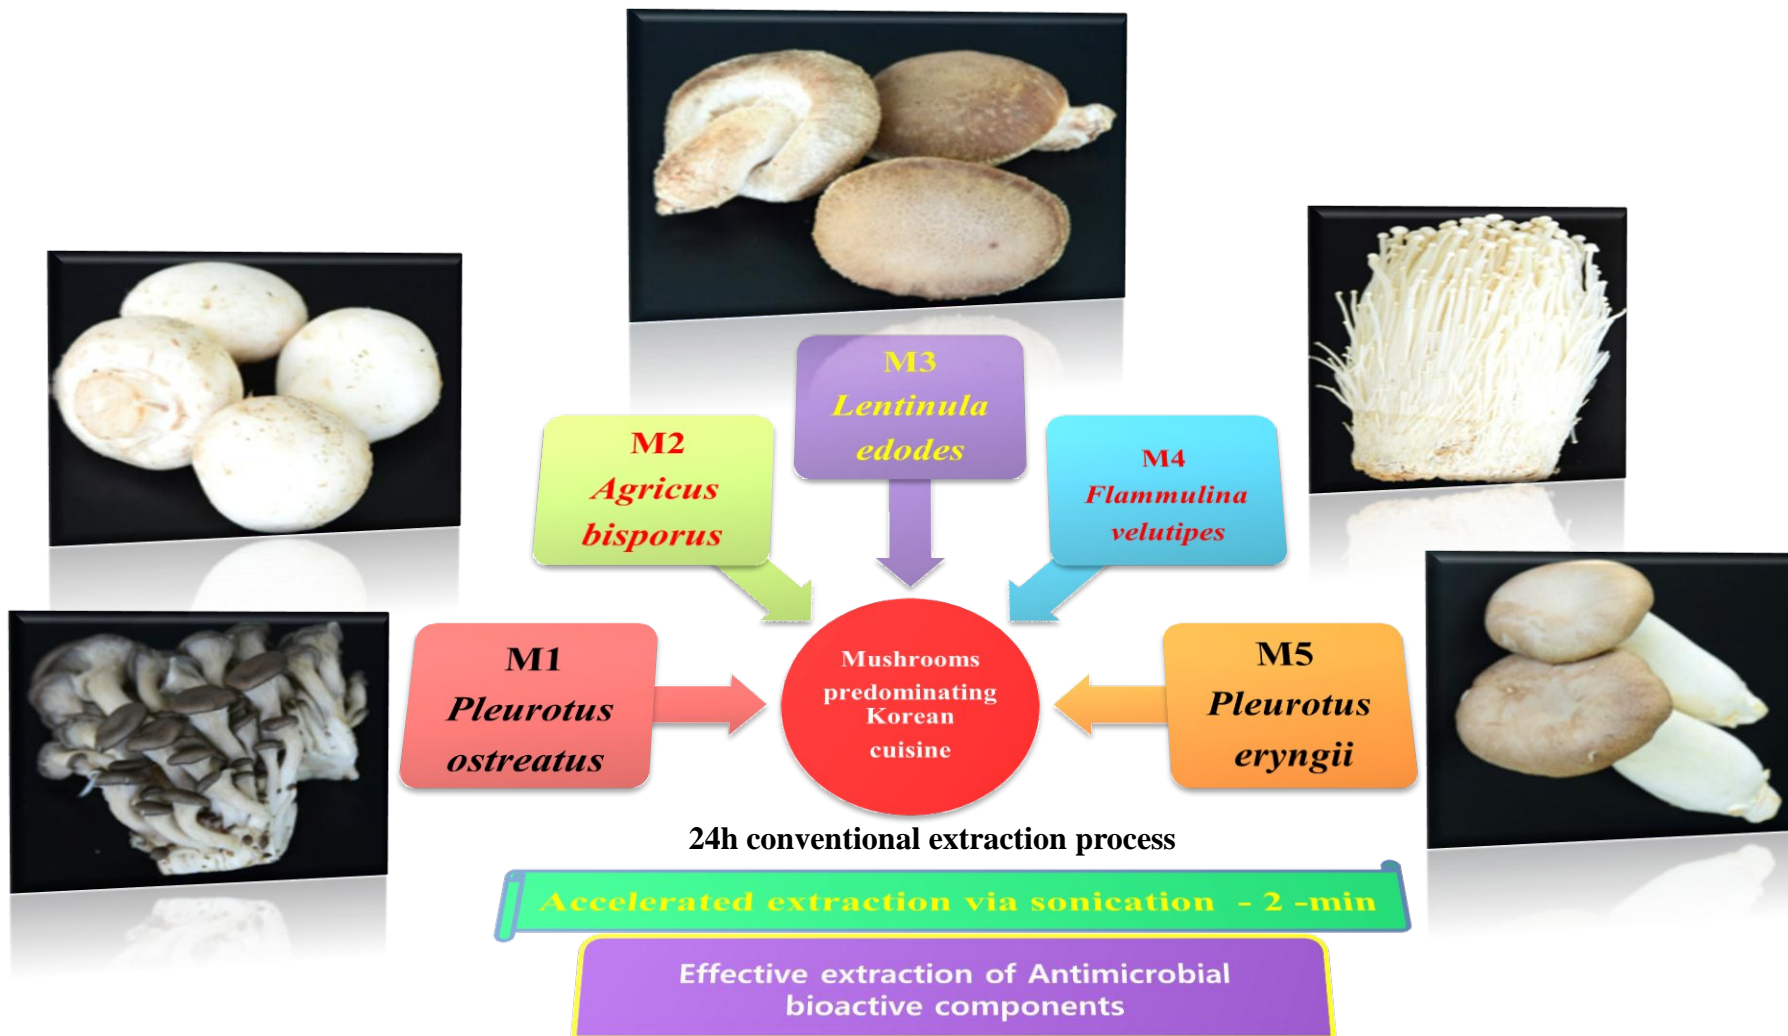 M3
Lentinula
edodes
M2
Agricus
bisporus
M4
Flammulina
velutipes
M1
Pleurotus
ostreatus
Mushrooms
predominating
Korean
cuisine
M5
Pleurotus
eryngii
24h conventional extraction process
Accelerated extraction via sonication - 2 -min
Effective extraction of Antimicrobial
bioactive components